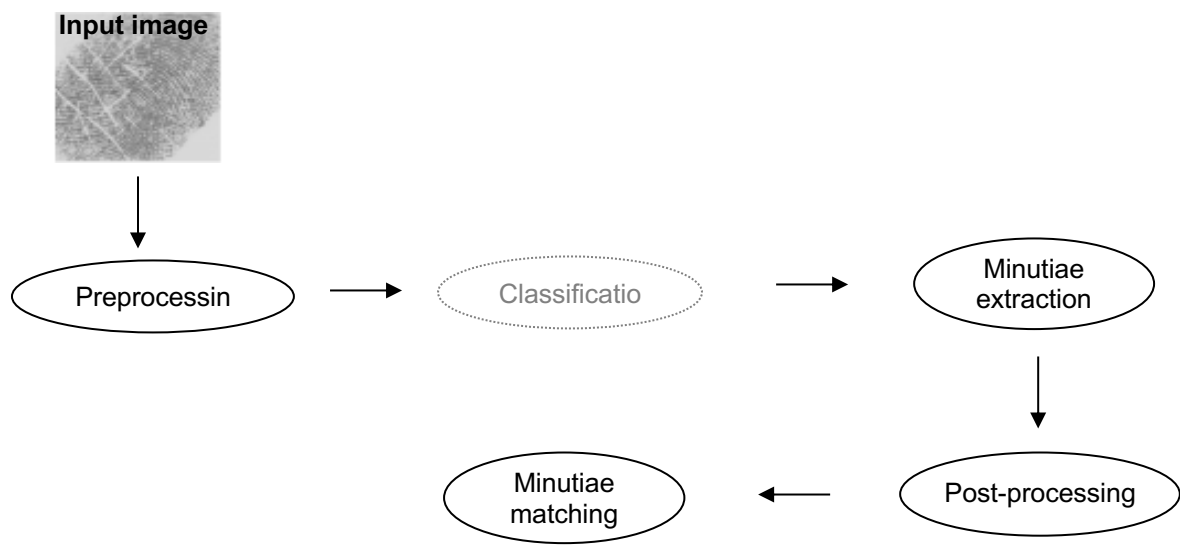 Input image
Preprocessin
Classificatio
Minutiae
extraction
Post-processing
Minutiae
matching